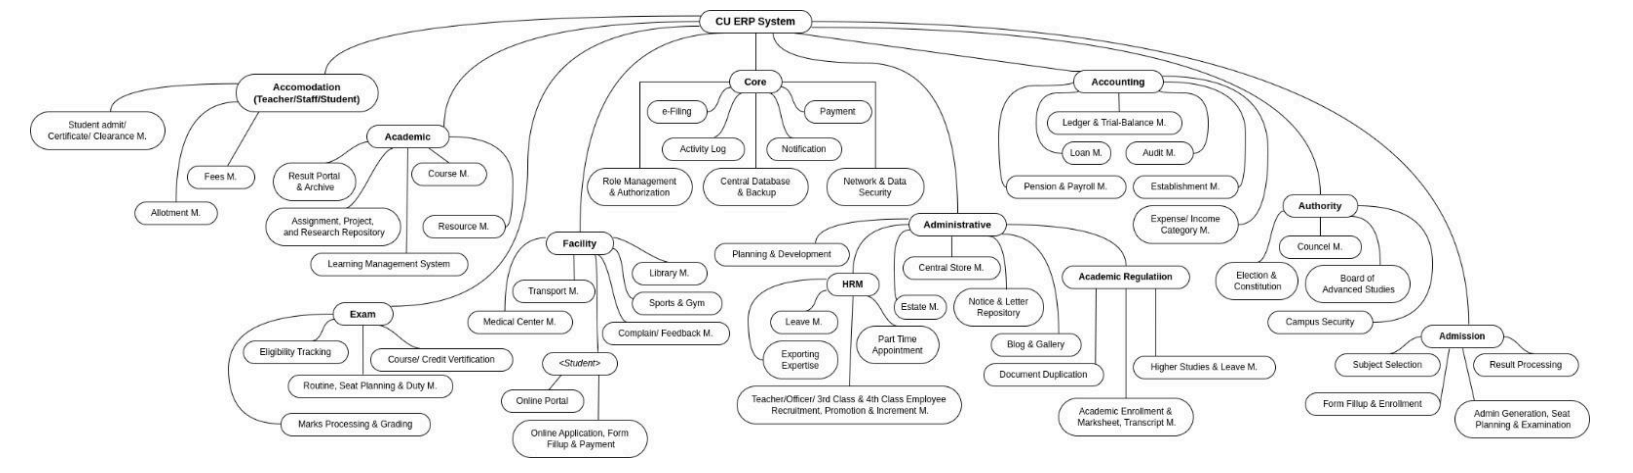 CU ERP System
Accomodation
(Teacher/Staff/Student)
Student admit/
Certificate/ Clearance M.
Fees M.
Allotment M.
Academic
Result Portal
& Archive
Course M.
Assignment, Project,
and Research Repository
Resource M.
Learning Management System
Exam
Eligibility Tracking
Course/ Credit Vertification
Routine, Seat Planning & Duty M.
Marks Processing & Grading
Facility
Library M.
Transport M.
Sports & Gym
Medical Center M.
Complain/ Feedback M.
<Student>
Online Portal
Online Application, Form
Fillup & Payment
Core
e-Filing
Payment
Activity Log
Notification
Role Management
& Authorization
Central Database
& Backup
Network & Data
Security
Administrative
Planning & Development
Central Store M.
HRM
Estate M.
Notice & Letter
Repository
Leave M.
Part Time
Appointment
Exporting
Expertise
Teacher/Officer/ 3rd Class & 4th Class Employee
Recruitment, Promotion & Increment M.
Blog & Gallery
Academic Regulatiion
Document Duplication
Higher Studies & Leave M.
Academic Enrollment &
Marksheet, Transcript M.
Accounting
Ledger & Trial-Balance M.
Loan M.
Audit M.
Pension & Payroll M.
Establishment M.
Expense/ Income
Category M.
Authority
Councel M.
Election &
Constitution
Board of
Advanced Studies
Campus Security
Admission
Subject Selection
Result Processing
Form Fillup & Enrollment
Admin Generation, Seat
Planning & Examination